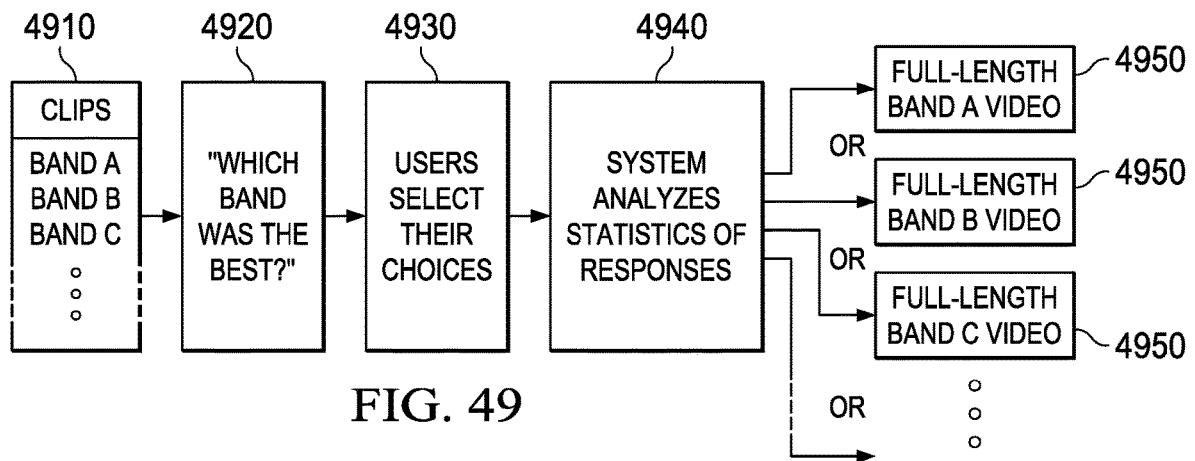 4910
4920
4930
4940
CLIPS
BAND A
BAND B
BAND C
"WHICH
BAND
WAS THE
BEST?"
USERS
SELECT
THEIR
CHOICES
SYSTEM
ANALYZES
STATISTICS OF
RESPONSES
FULL-LENGTH
BAND A VIDEO
4950
OR
FULL-LENGTH
BAND B VIDEO
4950
OR
FULL-LENGTH
BAND C VIDEO
4950
OR
FIG. 49